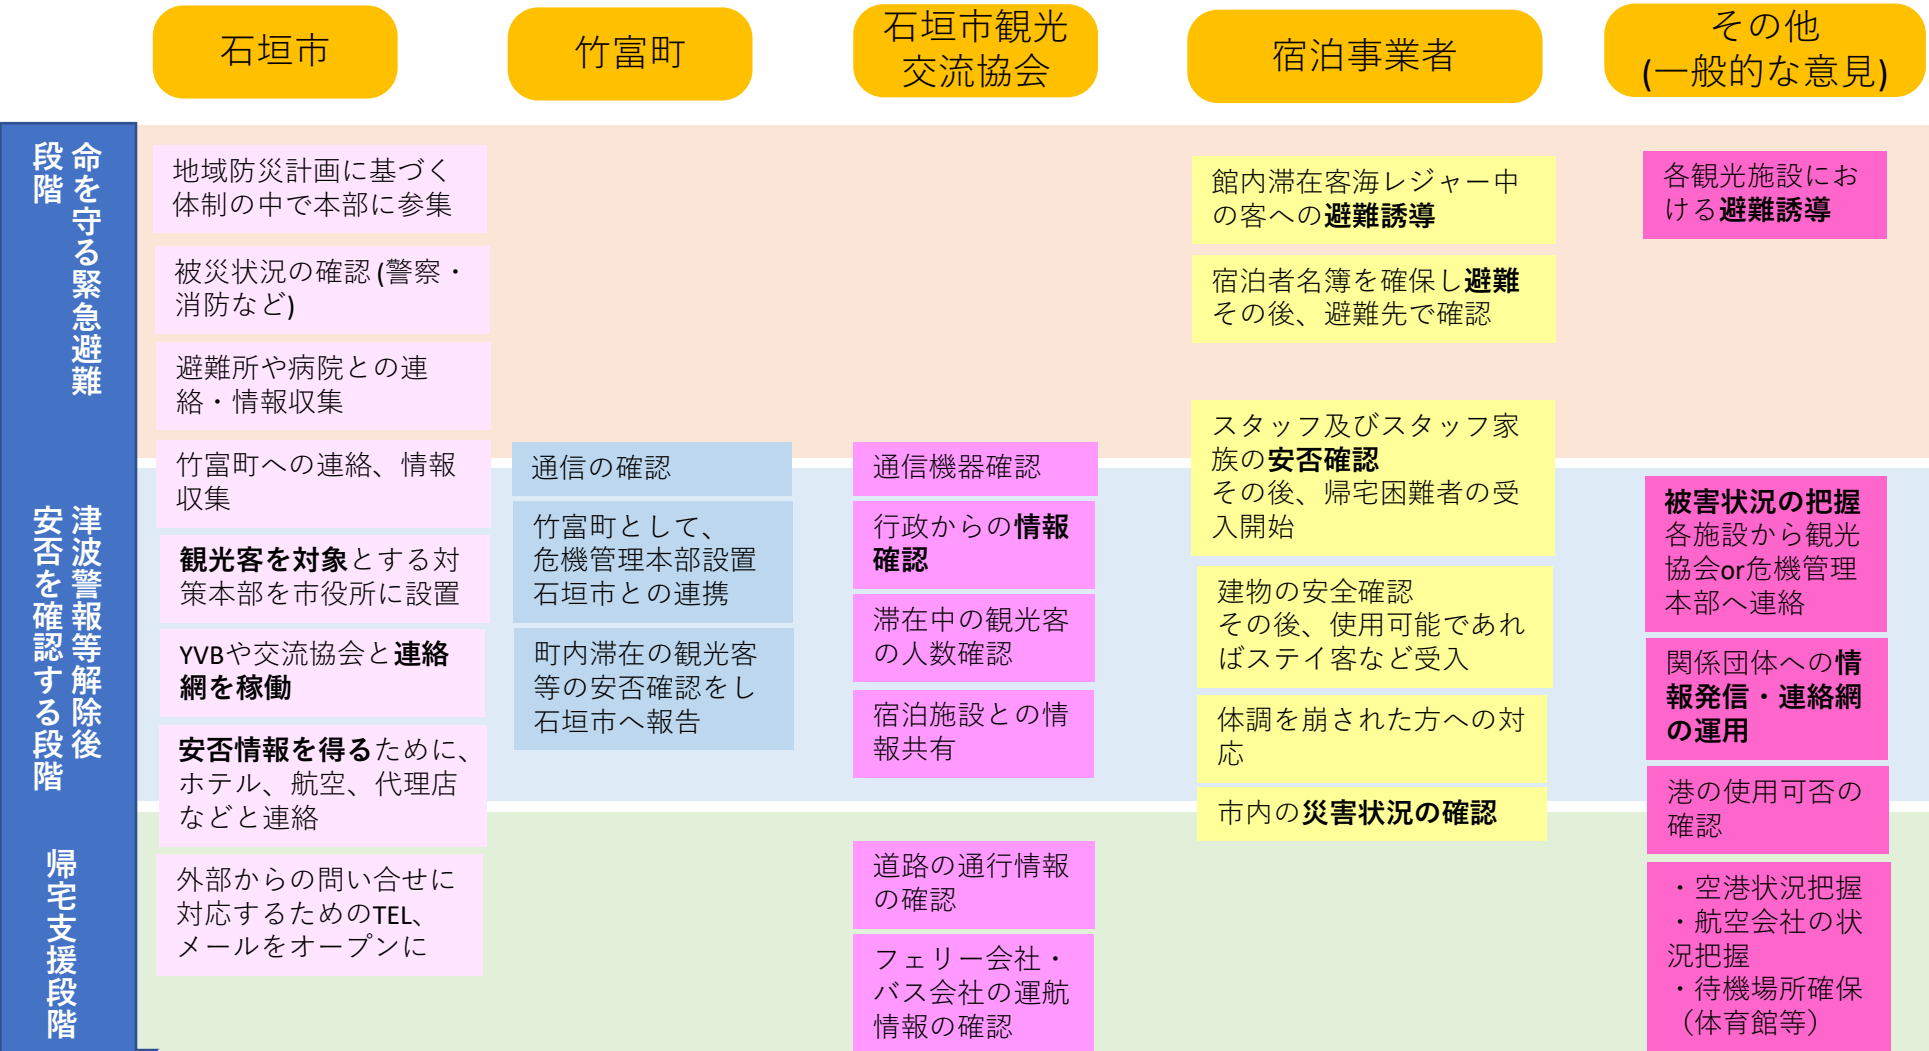 石垣市
竹富町
石垣市観光
交流協会
宿泊事業者
その他
(一般的な意見)
命を守る緊急避難
段階
津波警報等解除後
安否を確認する段階
帰宅支援段階
地域防災計画に基づく
体制の中で本部に参集
被災状況の確認(警察・
消防など)
避難所や病院との連
絡・情報収集
竹富町への連絡、情報
収集
観光客を対象とする対
策本部を市役所に設置
YVBや交流協会と連絡
網を稼働
安否情報を得るために、
ホテル、航空、代理店
などと連絡
外部からの問い合せに
対応するためのTEL、
メールをオープンに
通信の確認
竹富町として、
危機管理本部設置
石垣市との連携
町内滞在の観光客
等の安否確認をし
石垣市へ報告
通信機器確認
行政からの情報
確認
滞在中の観光客
の人数確認
宿泊施設との情
報共有
道路の通行情報
の確認
フェリー会社・
バス会社の運航
情報の確認
館内滞在客海レジャー中
の客への避難誘導
宿泊者名簿を確保し避難
その後、避難先で確認
スタッフ及びスタッフ家
族の安否確認
その後、帰宅困難者の受
入開始
建物の安全確認
その後、使用可能であれ
ばステイ客など受入
体調を崩された方への対
応
市内の災害状況の確認
各観光施設にお
ける避難誘導
被害状況の把握
各施設から観光
協会or危機管理
本部へ連絡
関係団体への情
報発信・連絡網
の運用
港の使用可否の
確認
・空港状況把握
・航空会社の状
況把握
・待機場所確保
（体育館等）